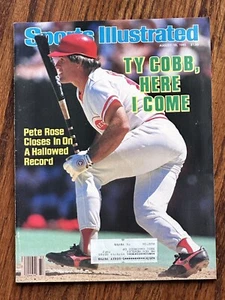 Sports Illustrated
TY COBB,
HERE
I COME
Pete Rose
Closes In On
A Hallowed
Record